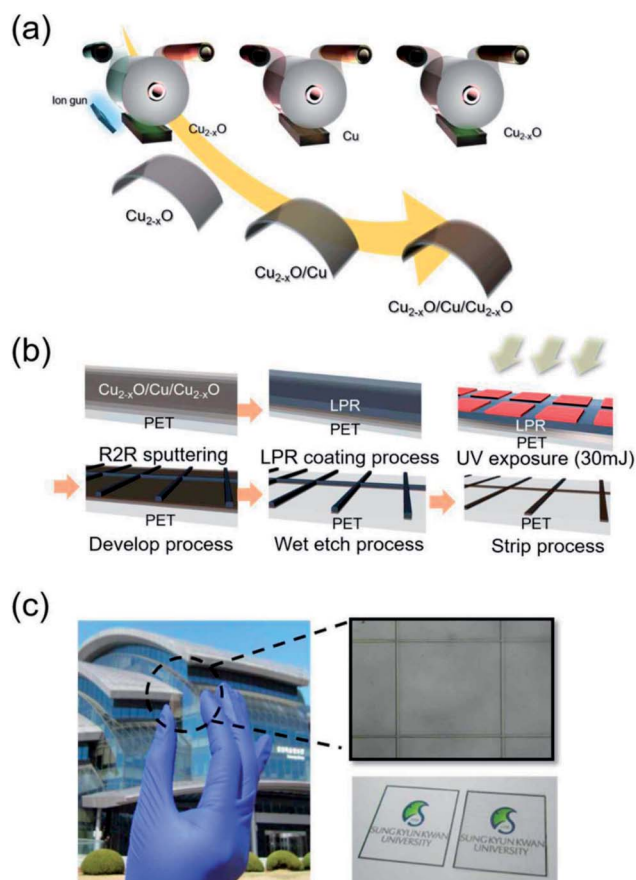 (a)
Ion gun
Cu₂₋ₓO
Cu
Cu₂₋ₓO
Cu₂₋ₓO
Cu₂₋ₓO/Cu
Cu₂₋ₓO/Cu/Cu₂₋ₓO
(b)
Cu₂₋ₓO/Cu/Cu₂₋ₓO
PET
R2R sputtering
LPR
PET
LPR coating process
LPR
PET
UV exposure (30mJ)
PET
Develop process
PET
Wet etch process
PET
Strip process
(c)
SUNGKYUNKWAN
UNIVERSITY
SUNGKYUNKWAN
UNIVERSITY